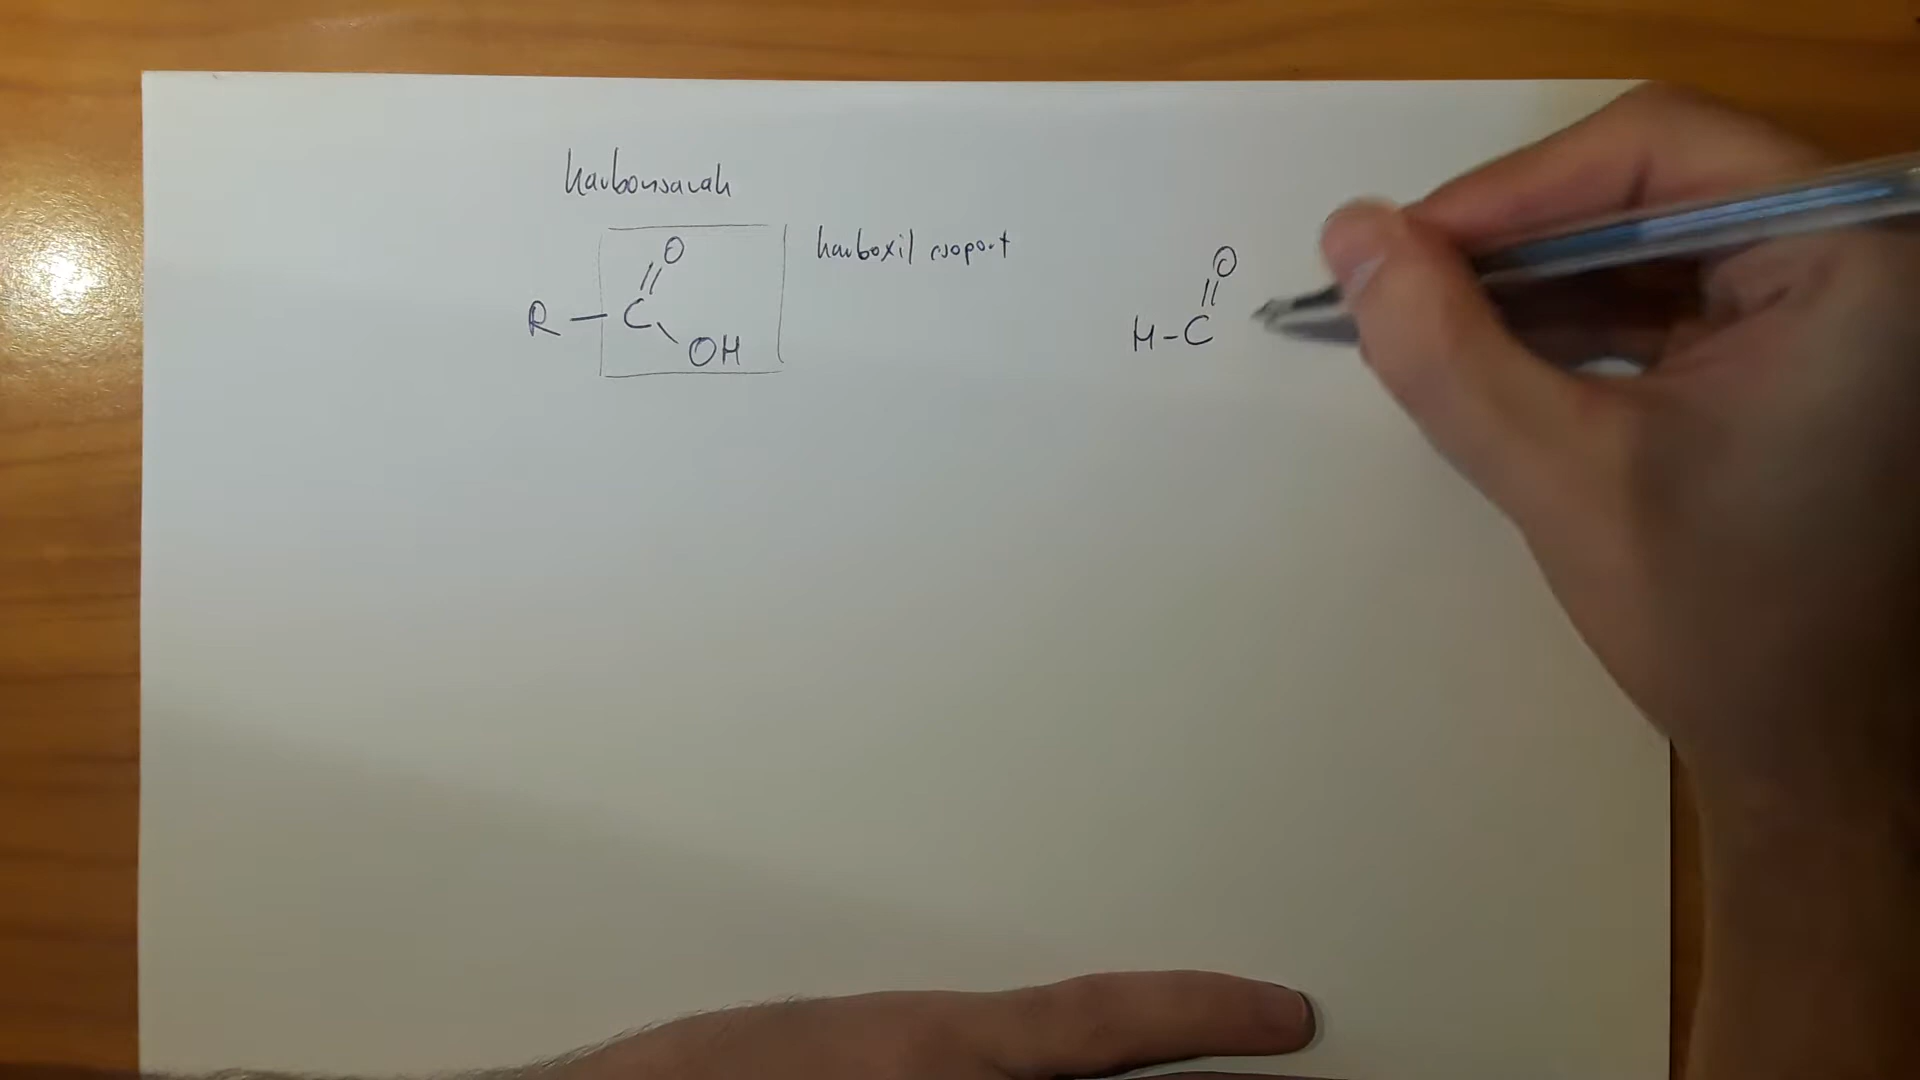 karbonsavak
karboxil csoport
O
R — C
OH
O
H - C